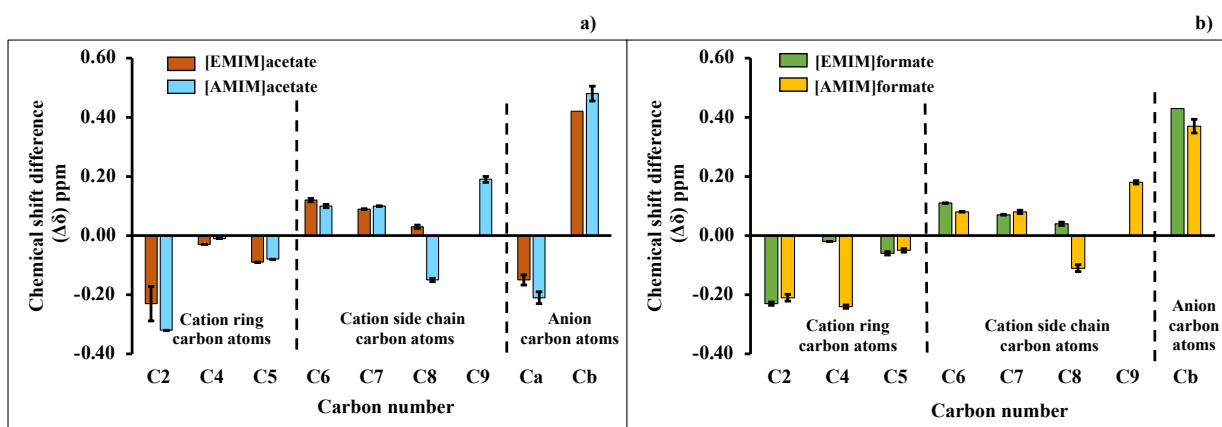 a)
Chemical shift difference
(Δδ) ppm
0.60
0.40
0.20
0.00
-0.20
-0.40
[EMIM]acetate
[AMIM]acetate
Cation ring
carbon atoms
Cation side chain
carbon atoms
Anion
carbon atoms
C2 C4 C5 C6 C7 C8 C9 Ca Cb
Carbon number
b)
Chemical shift difference
(Δδ) ppm
0.60
0.40
0.20
0.00
-0.20
-0.40
[EMIM]formate
[AMIM]formate
Cation ring
carbon atoms
Cation side chain
carbon atoms
Anion
carbon
atoms
C2 C4 C5 C6 C7 C8 C9 Cb
Carbon number